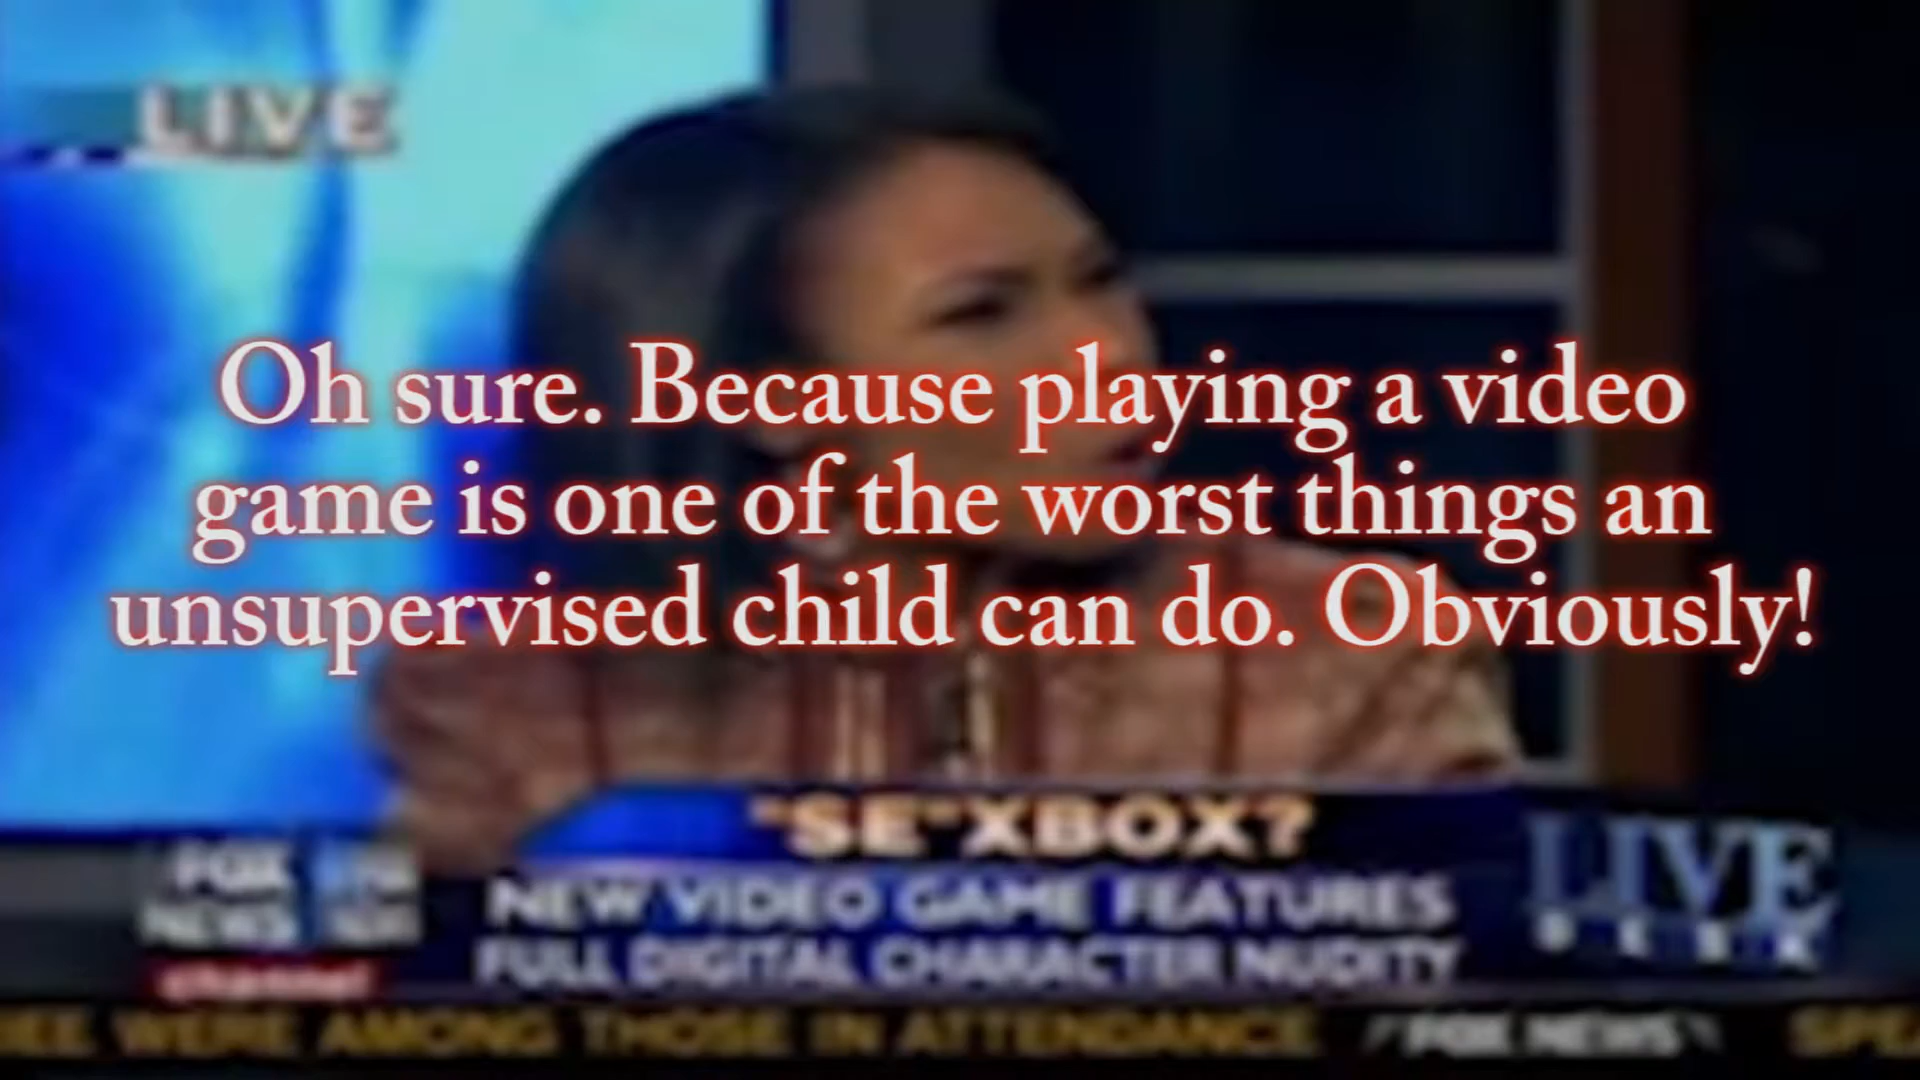 LIVE
Oh sure. Because playing a video
game is one of the worst things an
unsupervised child can do. Obviously!
"SE"XBOX?
NEW VIDEO GAME FEATURES
FULL DIGITAL CHARACTER NUDITY
LIVE
DESK
FOX
NEWS
channel
WERE AMONG THOSE IN ATTENDANCE
FOX NEWS